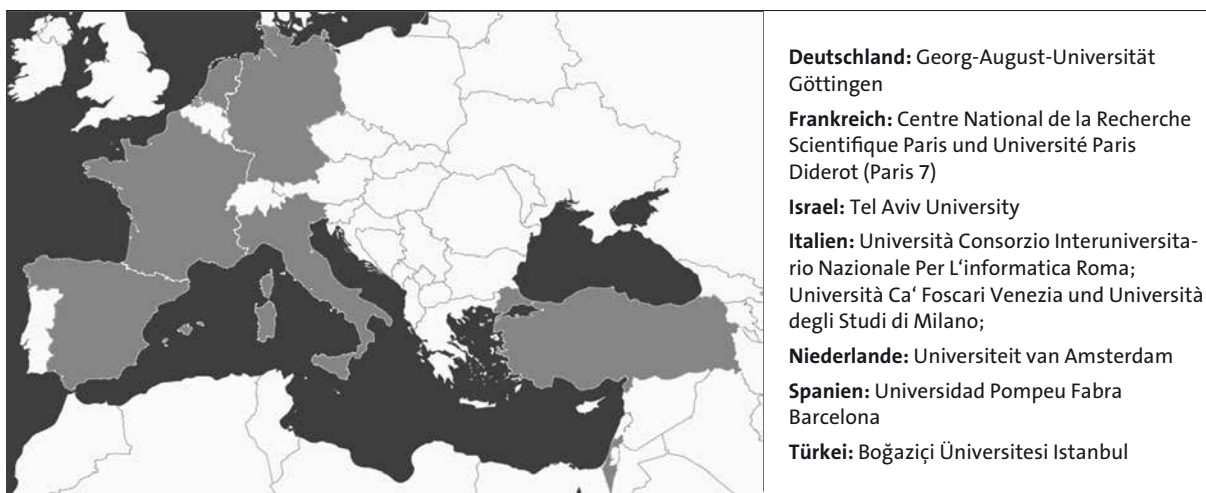 Deutschland: Georg-August-Universität
Göttingen
Frankreich: Centre National de la Recherche
Scientifique Paris und Université Paris
Diderot (Paris 7)
Israel: Tel Aviv University
Italien: Università Consorzio Interuniversita-
rio Nazionale Per L‘informatica Roma;
Università Ca‘ Foscari Venezia und Università
degli Studi di Milano;
Niederlande: Universiteit van Amsterdam
Spanien: Universidad Pompeu Fabra
Barcelona
Türkei: Boğaziçi Üniversitesi Istanbul